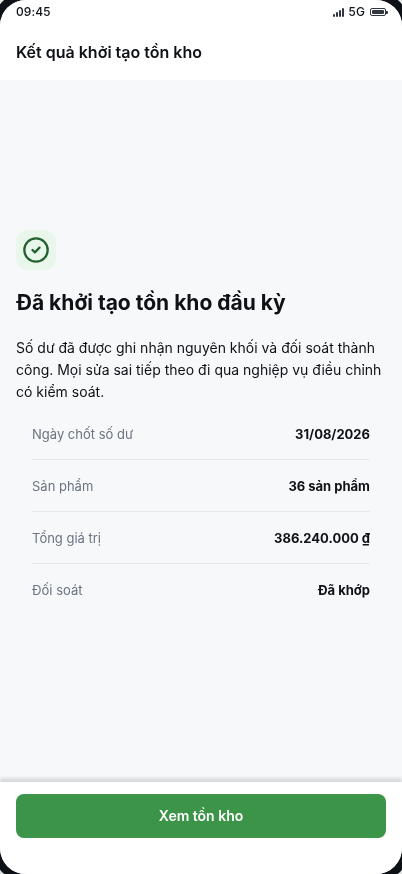 09:45
5G
Kết quả khởi tạo tồn kho
Đã khởi tạo tồn kho đầu kỳ
Số dư đã được ghi nhận nguyên khối và đối soát thành
công. Mọi sửa sai tiếp theo đi qua nghiệp vụ điều chỉnh
có kiểm soát.
Ngày chốt số dư 31/08/2026
Sản phẩm 36 sản phẩm
Tổng giá trị 386.240.000 ₫
Đối soát Đã khớp
Xem tồn kho